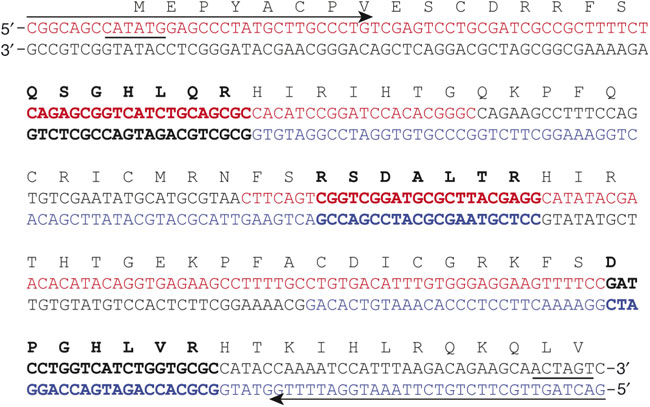 M E P Y A C P V E S C D R R F S
5′-CGGCAGCCATATGGAGCCCTATGCTTGCCCTGTCGAGTCCTGCGATCGCCGCTTTTCT
3′-GCCGTCGGTATACCTCGGGATACGAACGGGACAGCTCAGGACGCTAGCGGCGAAAAGA
Q S G H L Q R H I R I H T G Q K P F Q
CAGAGCGGTCATCTGCAGCGCCACATCCGGATCCACACGGGCCAGAAGCCTTTCCAG
GTCTCGCCAGTAGACGTCGCGGTGTAGGCCTAGGTGTGCCCGGTCTTCGGAAAGGTC
C R I C M R N F S R S D A L T R H I R
TGTCGAATATGCATGCGTAACTTCAGTCGGTCGGATGCGCTTACGAGGCATATACGA
ACAGCTTATACGTACGCATTGAAGTCAGCCAGCCTACGCGAATGCTCCGTATATGCT
T H T G E K P F A C D I C G R K F S D
ACACATACAGGTGAGAAGCCTTTTGCCTGTGACATTTGTGGGAGGAAGTTTTCCGAT
TGTGTATGTCCACTCTTCGGAAAACGGACACTGTAAACACCCTCCTTCAAAAGGCTA
P G H L V R H T K I H L R Q K Q L V
CCTGGTCATCTGGTGCGCCATACCAAAATCCATTTAAGACAGAAGCAACTAGTC-3′
GGACCAGTAGACCACGCGGTATGGTTTTAGGTAAATTCTGTCTTCGTTGATCAG-5′